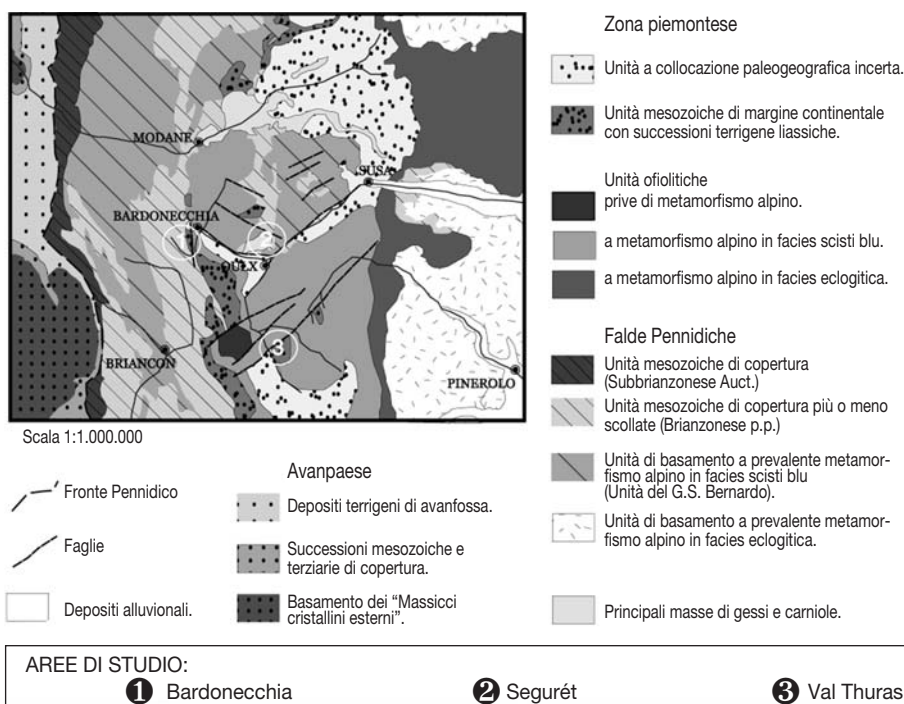 MODANE
SUSA
BARDONECCHIA
1
2
OULX
3
BRIANCON
PINEROLO
Scala 1:1.000.000
Fronte Pennidico
Faglie
Depositi alluvionali.
Avanpaese
Depositi terrigeni di avanfossa.
Successioni mesozoiche e
terziarie di copertura.
Basamento dei “Massicci
cristallini esterni”.
Zona piemontese
Unità a collocazione paleogeografica incerta.
Unità mesozoiche di margine continentale
con successioni terrigene liassiche.
Unità ofiolitiche
prive di metamorfismo alpino.
a metamorfismo alpino in facies scisti blu.
a metamorfismo alpino in facies eclogitica.
Falde Pennidiche
Unità mesozoiche di copertura
(Subbrianzonese Auct.)
Unità mesozoiche di copertura più o meno
scollate (Brianzonese p.p.)
Unità di basamento a prevalente metamor-
fismo alpino in facies scisti blu
(Unità del G.S. Bernardo).
Unità di basamento a prevalente metamor-
fismo alpino in facies eclogitica.
Principali masse di gessi e carniole.
AREE DI STUDIO:
1 Bardonecchia 2 Segurét 3 Val Thuras